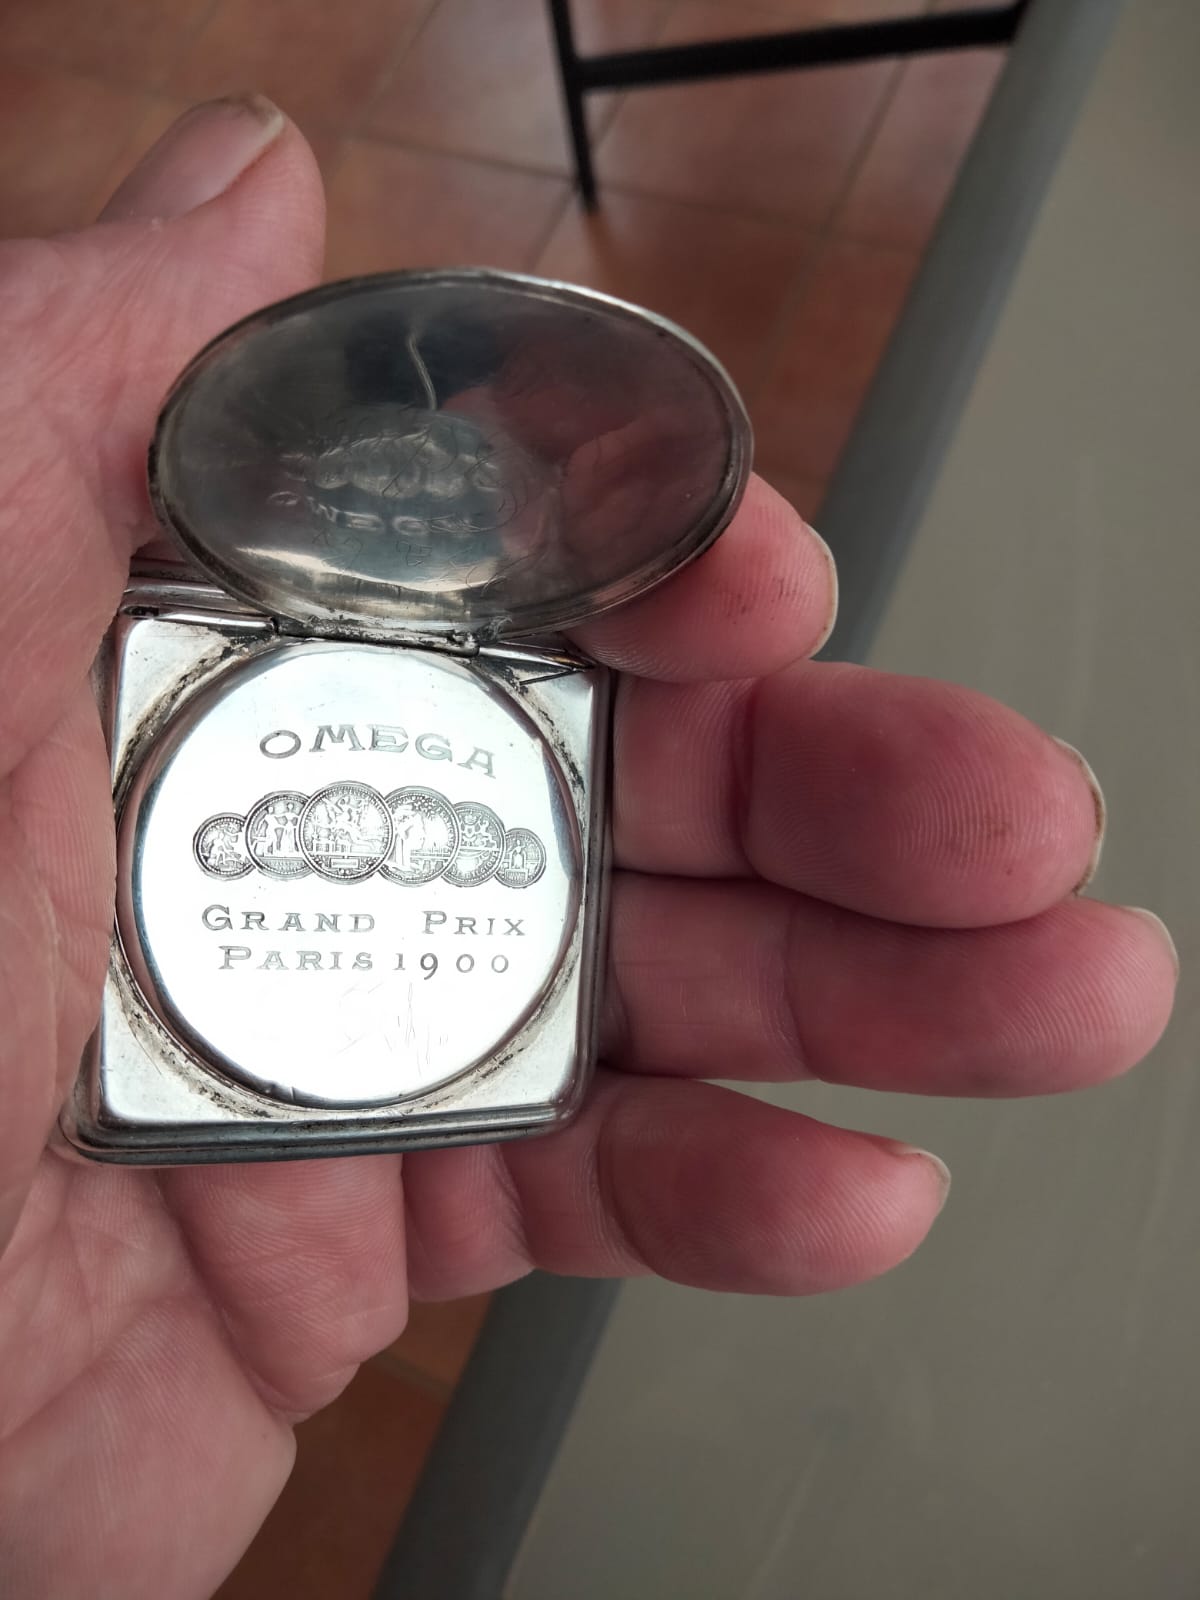 OMEGA
GRAND PRIX
PARIS 1900